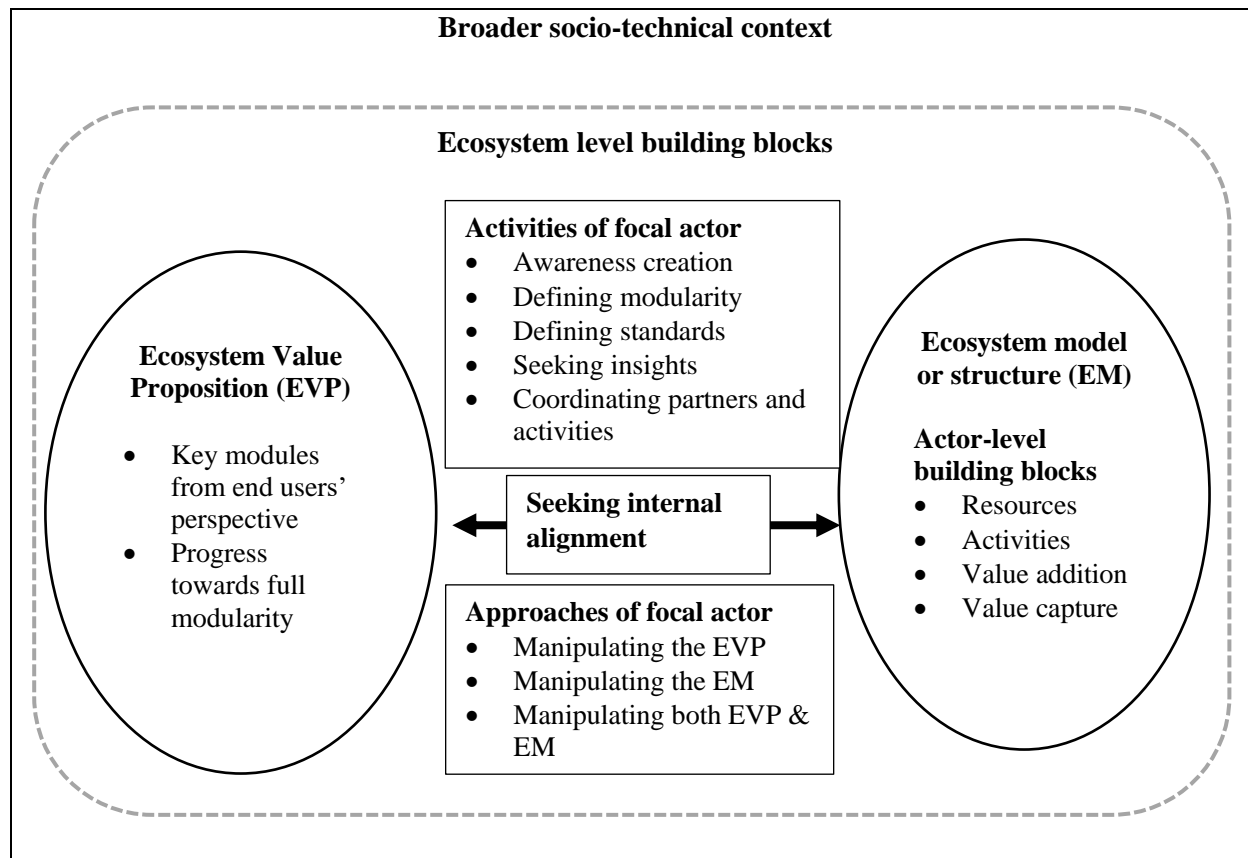 Broader socio-technical context
Ecosystem level building blocks
Ecosystem Value
Proposition (EVP)
• Key modules
from end users’
perspective
• Progress
towards full
modularity
Activities of focal actor
• Awareness creation
• Defining modularity
• Defining standards
• Seeking insights
• Coordinating partners and
activities
Seeking internal
alignment
Approaches of focal actor
• Manipulating the EVP
• Manipulating the EM
• Manipulating both EVP &
EM
Ecosystem model
or structure (EM)
Actor-level
building blocks
• Resources
• Activities
• Value addition
• Value capture